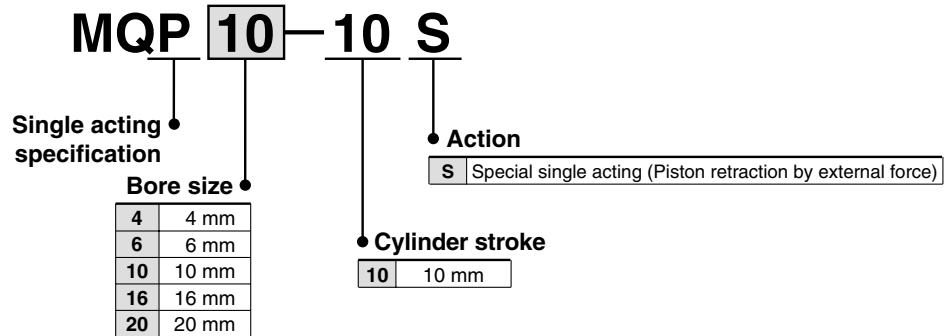 MQP 10 — 10 S
Single acting
specification
Bore size
4 4 mm
6 6 mm
10 10 mm
16 16 mm
20 20 mm
Cylinder stroke
10 10 mm
Action
S Special single acting (Piston retraction by external force)